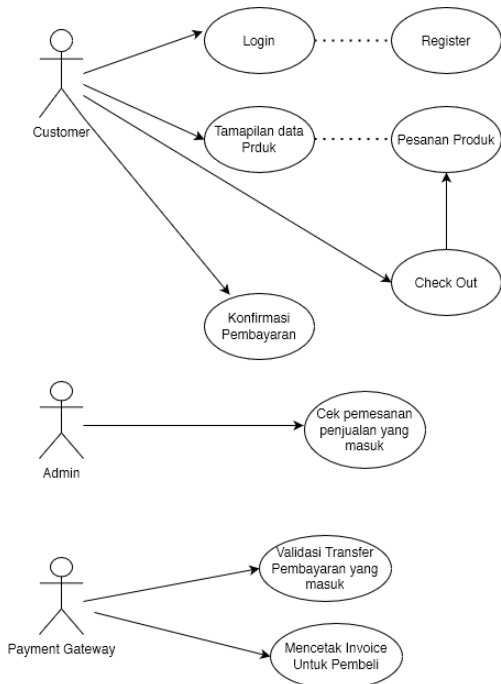 Login
Register
Customer
Tamapilan data
Prduk
Pesanan Produk
Check Out
Konfirmasi
Pembayaran
Cek pemesanan
penjualan yang
masuk
Admin
Validasi Transfer
Pembayaran yang
masuk
Payment Gateway
Mencetak Invoice
Untuk Pembeli